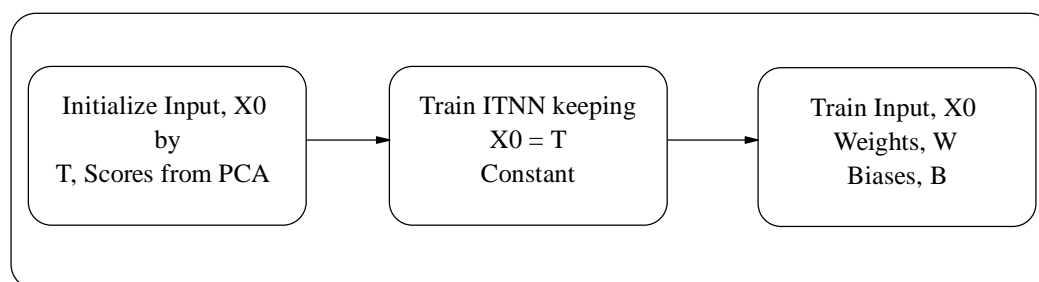 Initialize Input, X0
by
T, Scores from PCA
Train ITNN keeping
X0 = T
Constant
Train Input, X0
Weights, W
Biases, B